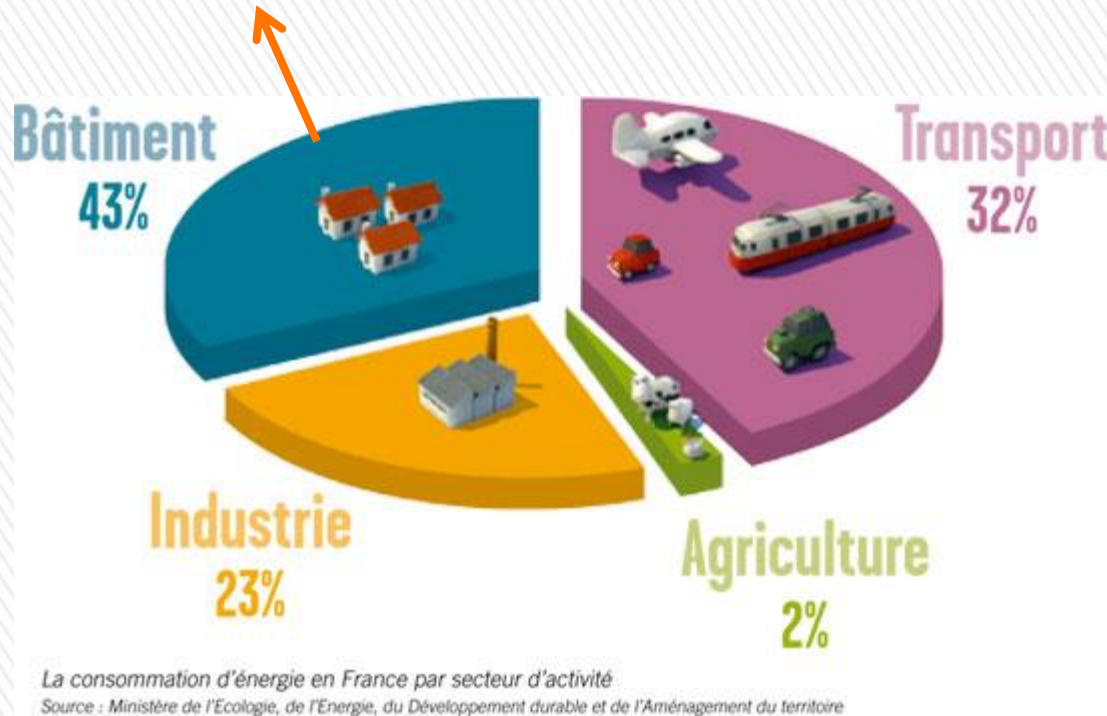 Bâtiment
43%
Transport
32%
Industrie
23%
Agriculture
2%
La consommation d'énergie en France par secteur d'activité
Source : Ministère de l'Ecologie, de l'Energie, du Développement durable et de l'Aménagement du territoire